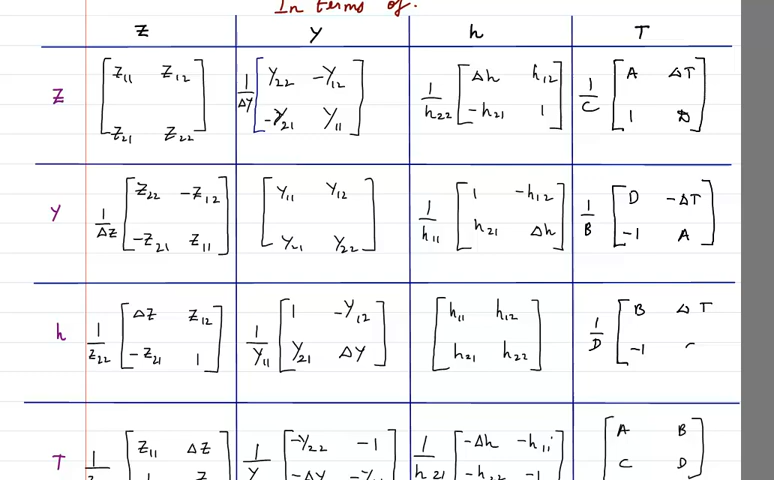 In terms of.
Z Y h T
Z [Z11 Z12 Z21 Z22] 1/ΔY [Y22 -Y12 -Y21 Y11] 1/h22 [Δh h12 -h21 1] 1/C [A ΔT 1 D]
Y 1/ΔZ [Z22 -Z12 -Z21 Z11] [Y11 Y12 Y21 Y22] 1/h11 [1 -h12 h21 Δh] 1/B [D -ΔT -1 A]
h 1/Z22 [ΔZ Z12 -Z21 1] 1/Y11 [1 -Y12 Y21 ΔY] [h11 h12 h21 h22] 1/D [B ΔT -1
T [Z11 ΔZ [-Y22 -1 -ΔY 1/h21 [-Δh -h11 -h22 -1 [A B C D]